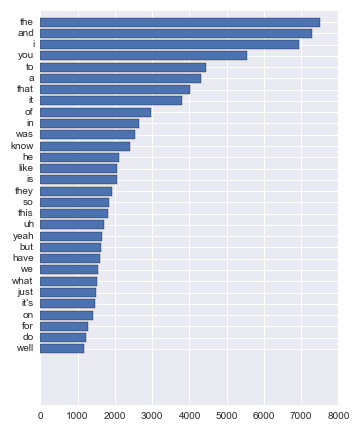 the
and
i
you
to
a
that
it
of
in
was
know
he
like
is
they
so
this
uh
yeah
but
have
we
what
just
it's
on
for
do
well
0 1000 2000 3000 4000 5000 6000 7000 8000